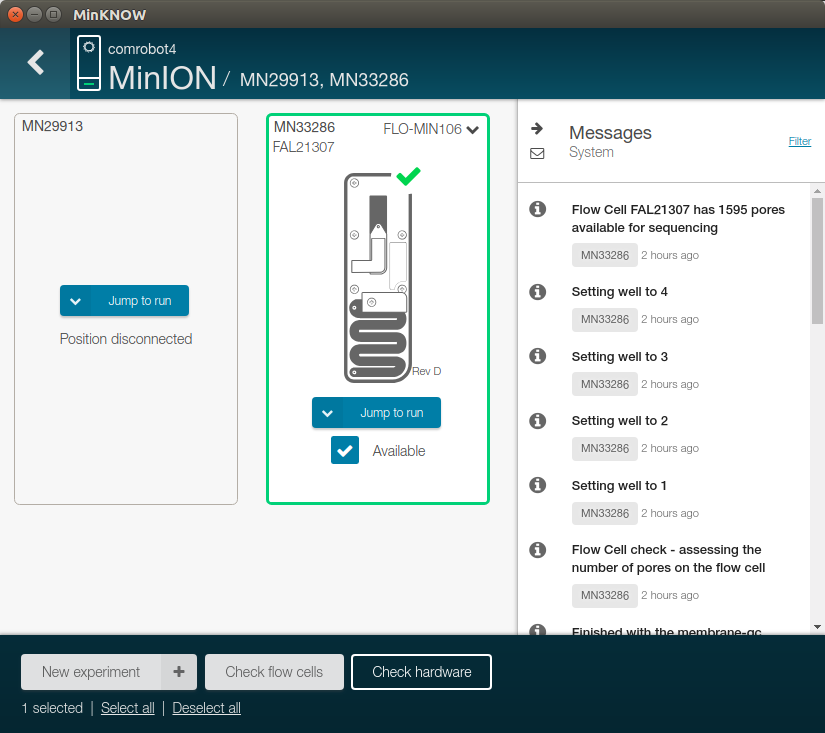 MinKNOW
comrobot4
MinION / MN29913, MN33286
MN29913
Jump to run
Position disconnected
MN33286
FLO-MIN106
FAL21307
Rev D
Jump to run
Available
Messages
System
Filter
Flow Cell FAL21307 has 1595 pores
available for sequencing
MN33286 2 hours ago
Setting well to 4
MN33286 2 hours ago
Setting well to 3
MN33286 2 hours ago
Setting well to 2
MN33286 2 hours ago
Setting well to 1
MN33286 2 hours ago
Flow Cell check - assessing the
number of pores on the flow cell
MN33286 2 hours ago
Finished with the membrane-qc
New experiment +
Check flow cells
Check hardware
1 selected | Select all | Deselect all